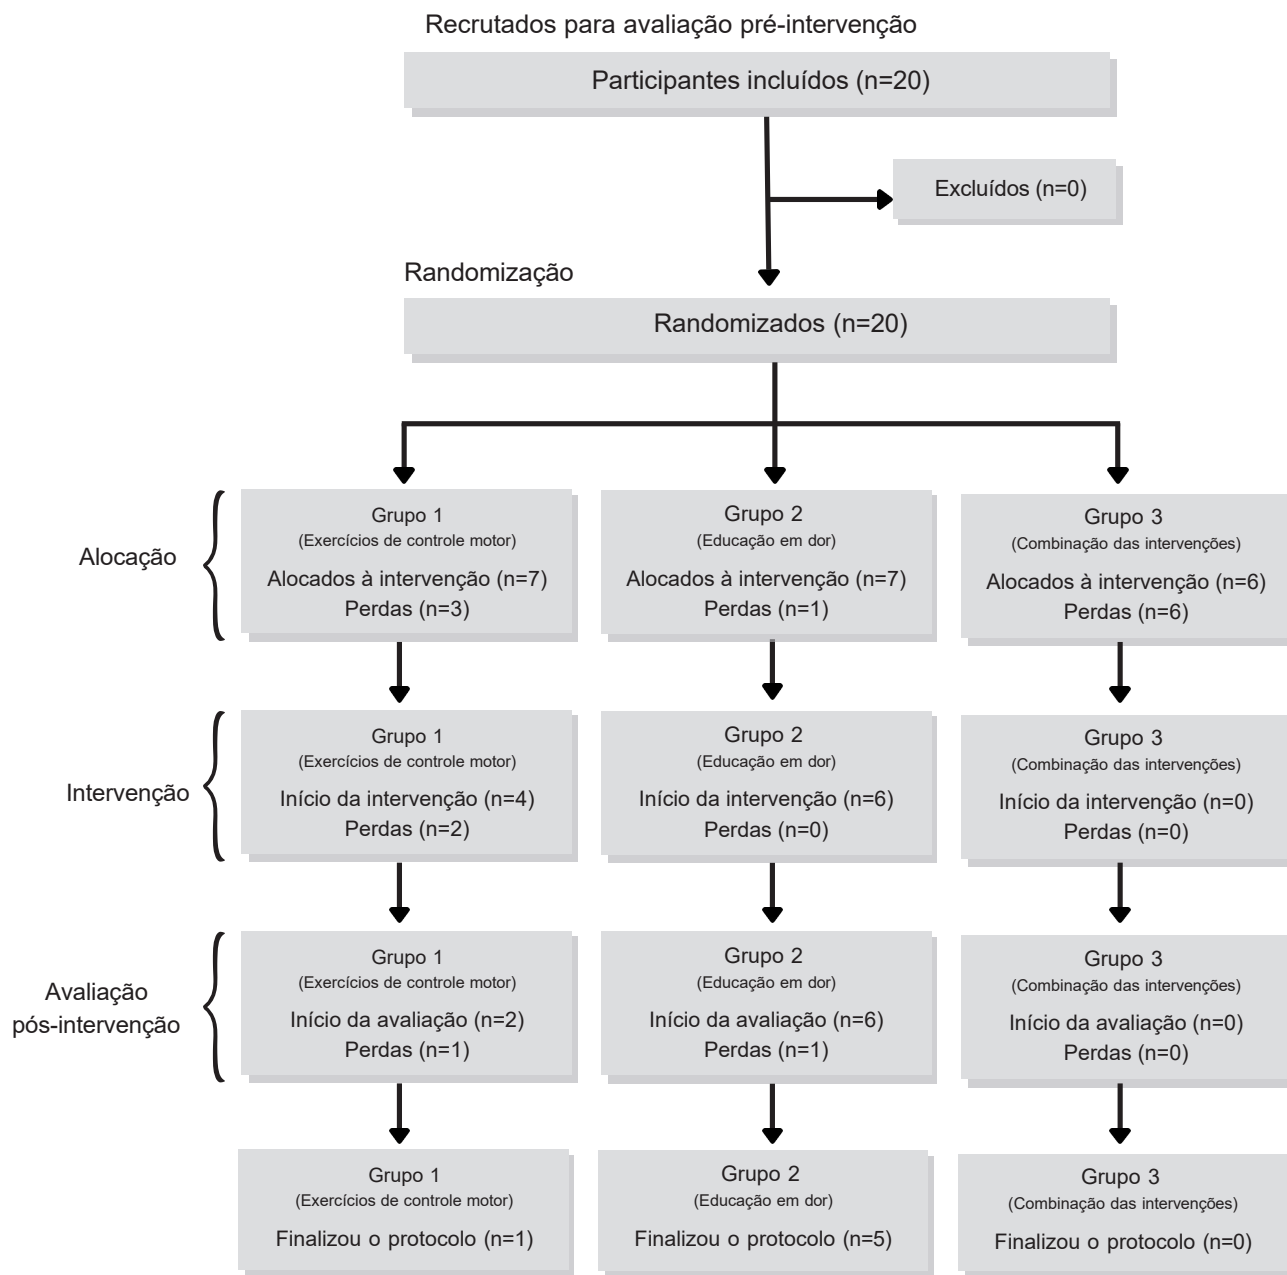 Recrutados para avaliação pré-intervenção
Participantes incluídos (n=20)
Excluídos (n=0)
Randomização
Randomizados (n=20)
Alocação
Grupo 1
(Exercícios de controle motor)
Alocados à intervenção (n=7)
Perdas (n=3)
Grupo 2
(Educação em dor)
Alocados à intervenção (n=7)
Perdas (n=1)
Grupo 3
(Combinação das intervenções)
Alocados à intervenção (n=6)
Perdas (n=6)
Intervenção
Grupo 1
(Exercícios de controle motor)
Início da intervenção (n=4)
Perdas (n=2)
Grupo 2
(Educação em dor)
Início da intervenção (n=6)
Perdas (n=0)
Grupo 3
(Combinação das intervenções)
Início da intervenção (n=0)
Perdas (n=0)
Avaliação
pós-intervenção
Grupo 1
(Exercícios de controle motor)
Início da avaliação (n=2)
Perdas (n=1)
Grupo 2
(Educação em dor)
Início da avaliação (n=6)
Perdas (n=1)
Grupo 3
(Combinação das intervenções)
Início da avaliação (n=0)
Perdas (n=0)
Grupo 1
(Exercícios de controle motor)
Finalizou o protocolo (n=1)
Grupo 2
(Educação em dor)
Finalizou o protocolo (n=5)
Grupo 3
(Combinação das intervenções)
Finalizou o protocolo (n=0)